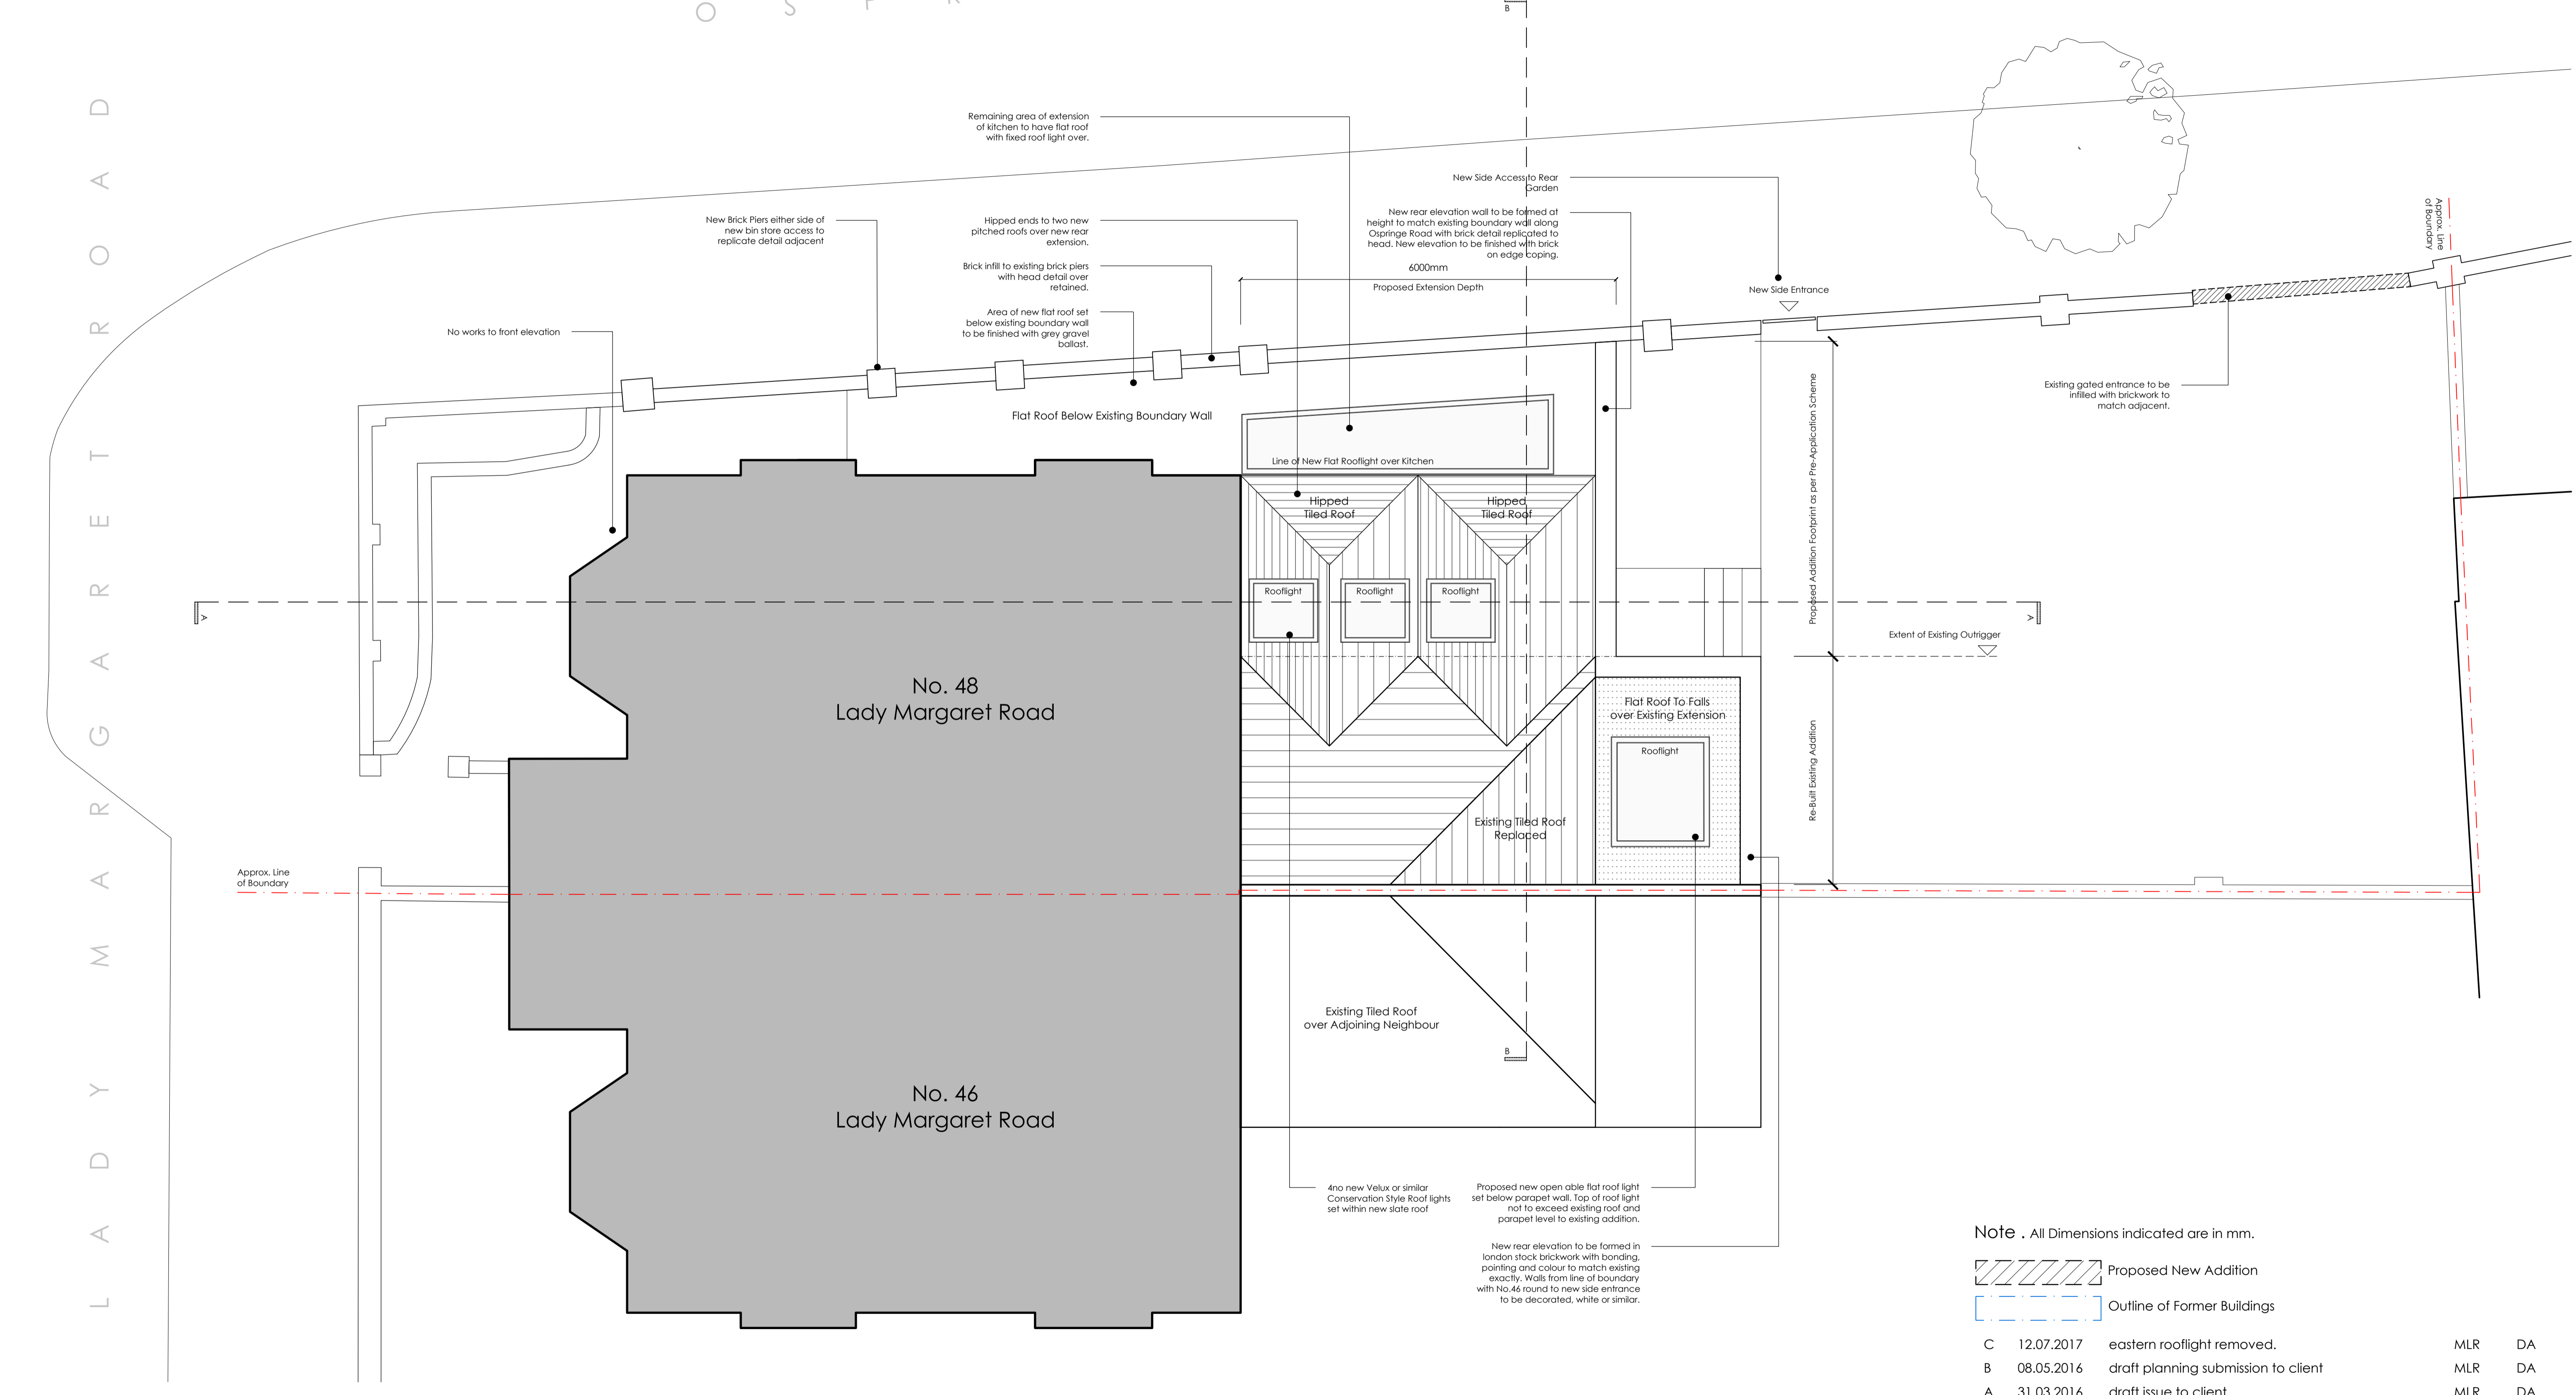 LADY MARGARET ROAD
O S P R
B
Remaining area of extension
of kitchen to have flat roof
with fixed roof light over.
New Side Access to Rear
Garden
New Brick Piers either side of
new bin store access to
replicate detail adjacent
Hipped ends to two new
pitched roofs over new rear
extension.
New rear elevation wall to be formed at
height to match existing boundary wall along
Ospringe Road with brick detail replicated to
head. New elevation to be finished with brick
on edge coping.
Brick infill to existing brick piers
with head detail over
retained.
6000mm
Proposed Extension Depth
New Side Entrance
Approx. Line
of Boundary
No works to front elevation
Area of new flat roof set
below existing boundary wall
to be finished with grey gravel
ballast.
Existing gated entrance to be
infilled with brickwork to
match adjacent.
Flat Roof Below Existing Boundary Wall
Line of New Flat Rooflight over Kitchen
Hipped
Tiled Roof
Hipped
Tiled Roof
Proposed Addition Footprint as per Pre-Application Scheme
Rooflight
Rooflight
Rooflight
A
A
Extent of Existing Outrigger
No. 48
Lady Margaret Road
Flat Roof To Falls
over Existing Extension
Rooflight
Re-Built Existing Addition
Existing Tiled Roof
Replaced
Approx. Line
of Boundary
Existing Tiled Roof
over Adjoining Neighbour
B
No. 46
Lady Margaret Road
4no new Velux or similar
Conservation Style Roof lights
set within new slate roof
Proposed new open able flat roof light
set below parapet wall. Top of roof light
not to exceed existing roof and
parapet level to existing addition.
New rear elevation to be formed in
london stock brickwork with bonding,
pointing and colour to match existing
exactly. Walls from line of boundary
with No.46 round to new side entrance
to be decorated, white or similar.
Note . All Dimensions indicated are in mm.
Proposed New Addition
Outline of Former Buildings
C 12.07.2017 eastern rooflight removed. MLR DA
B 08.05.2016 draft planning submission to client MLR DA
A 31.03.2016 draft issue to client MLR DA